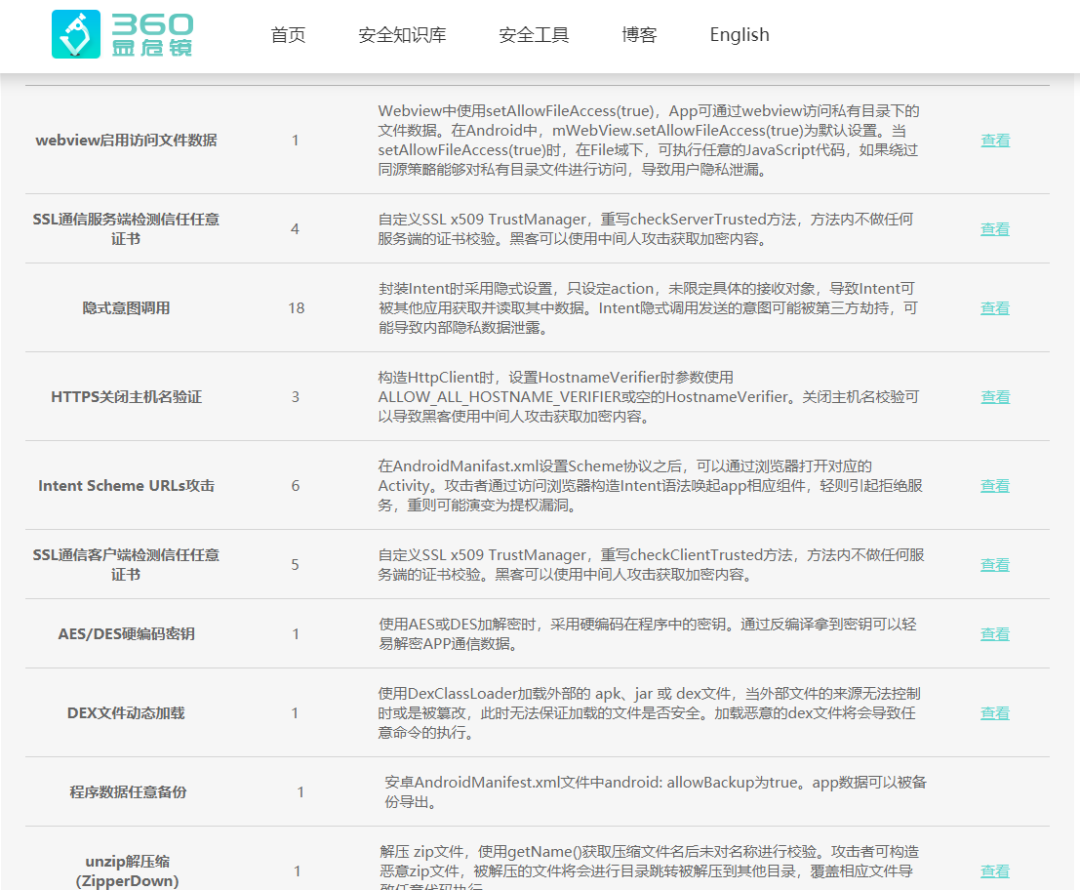 360
显危镜
首页 安全知识库 安全工具 博客 English
webview启用访问文件数据
1
Webview中使用setAllowFileAccess(true)，App可通过webview访问私有目录下的
文件数据。在Android中，mWebView.setAllowFileAccess(true)为默认设置。当
setAllowFileAccess(true)时，在File域下，可执行任意的JavaScript代码，如果绕过
同源策略能够对私有目录文件进行访问，导致用户隐私泄漏。
查看
SSL通信服务端检测信任任意
证书
4
自定义SSL x509 TrustManager，重写checkServerTrusted方法，方法内不做任何
服务端的证书校验。黑客可以使用中间人攻击获取加密内容。
查看
隐式意图调用
18
封装Intent时采用隐式设置，只设定action，未限定具体的接收对象，导致Intent可
被其他应用获取并读取其中数据。Intent隐式调用发送的意图可能被第三方劫持，可
能导致内部隐私数据泄露。
查看
HTTPS关闭主机名验证
3
构造HttpClient时，设置HostnameVerifier时参数使用
ALLOW_ALL_HOSTNAME_VERIFIER或空的HostnameVerifier。关闭主机名校验可
以导致黑客使用中间人攻击获取加密内容。
查看
Intent Scheme URLs攻击
6
在AndroidManifast.xml设置Scheme协议之后，可以通过浏览器打开对应的
Activity。攻击者通过访问浏览器构造Intent语法唤起app相应组件，轻则引起拒绝服
务，重则可能演变为提权漏洞。
查看
SSL通信客户端检测信任任意
证书
5
自定义SSL x509 TrustManager，重写checkClientTrusted方法，方法内不做任何服
务端的证书校验。黑客可以使用中间人攻击获取加密内容。
查看
AES/DES硬编码密钥
1
使用AES或DES加解密时，采用硬编码在程序中的密钥。通过反编译拿到密钥可以轻
易解密APP通信数据。
查看
DEX文件动态加载
1
使用DexClassLoader加载外部的 apk、jar 或 dex文件，当外部文件的来源无法控制
时或是被篡改，此时无法保证加载的文件是否安全。加载恶意的dex文件将会导致任
意命令的执行。
查看
程序数据任意备份
1
安卓AndroidManifest.xml文件中android: allowBackup为true。app数据可以被备
份导出。
unzip解压缩
(ZipperDown)
1
解压 zip文件，使用getName()获取压缩文件名后未对名称进行校验。攻击者可构造
恶意zip文件，被解压的文件将会进行目录跳转被解压到其他目录，覆盖相应文件导
致任意代码执行
查看